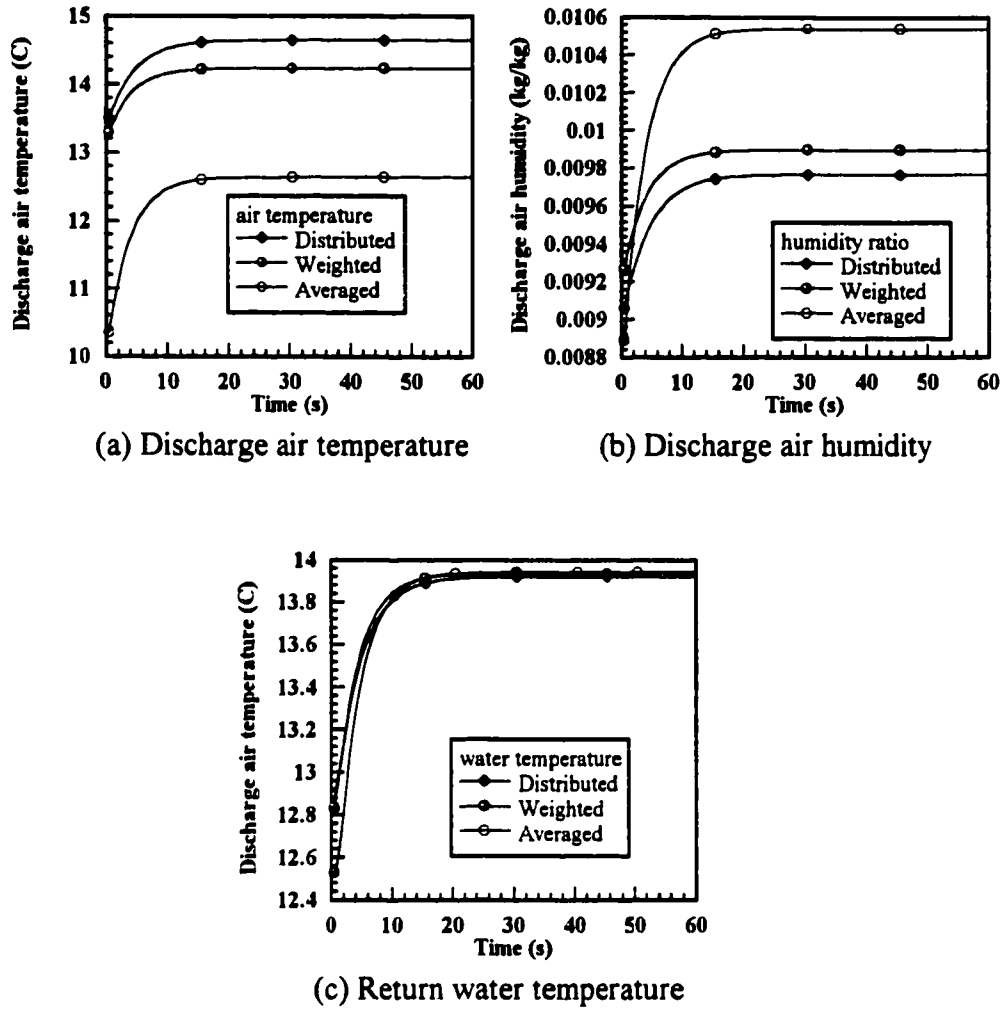 Discharge air temperature (C)
15
14
13
12
11
10
air temperature
Distributed
Weighted
Averaged
0 10 20 30 40 50 60
Time (s)
(a) Discharge air temperature
Discharge air humidity (kg/kg)
0.0106
0.0104
0.0102
0.01
0.0098
0.0096
0.0094
0.0092
0.009
0.0088
humidity ratio
Distributed
Weighted
Averaged
0 10 20 30 40 50 60
Time (s)
(b) Discharge air humidity
Discharge air temperature (C)
14
13.8
13.6
13.4
13.2
13
12.8
12.6
12.4
water temperature
Distributed
Weighted
Averaged
0 10 20 30 40 50 60
Time (s)
(c) Return water temperature